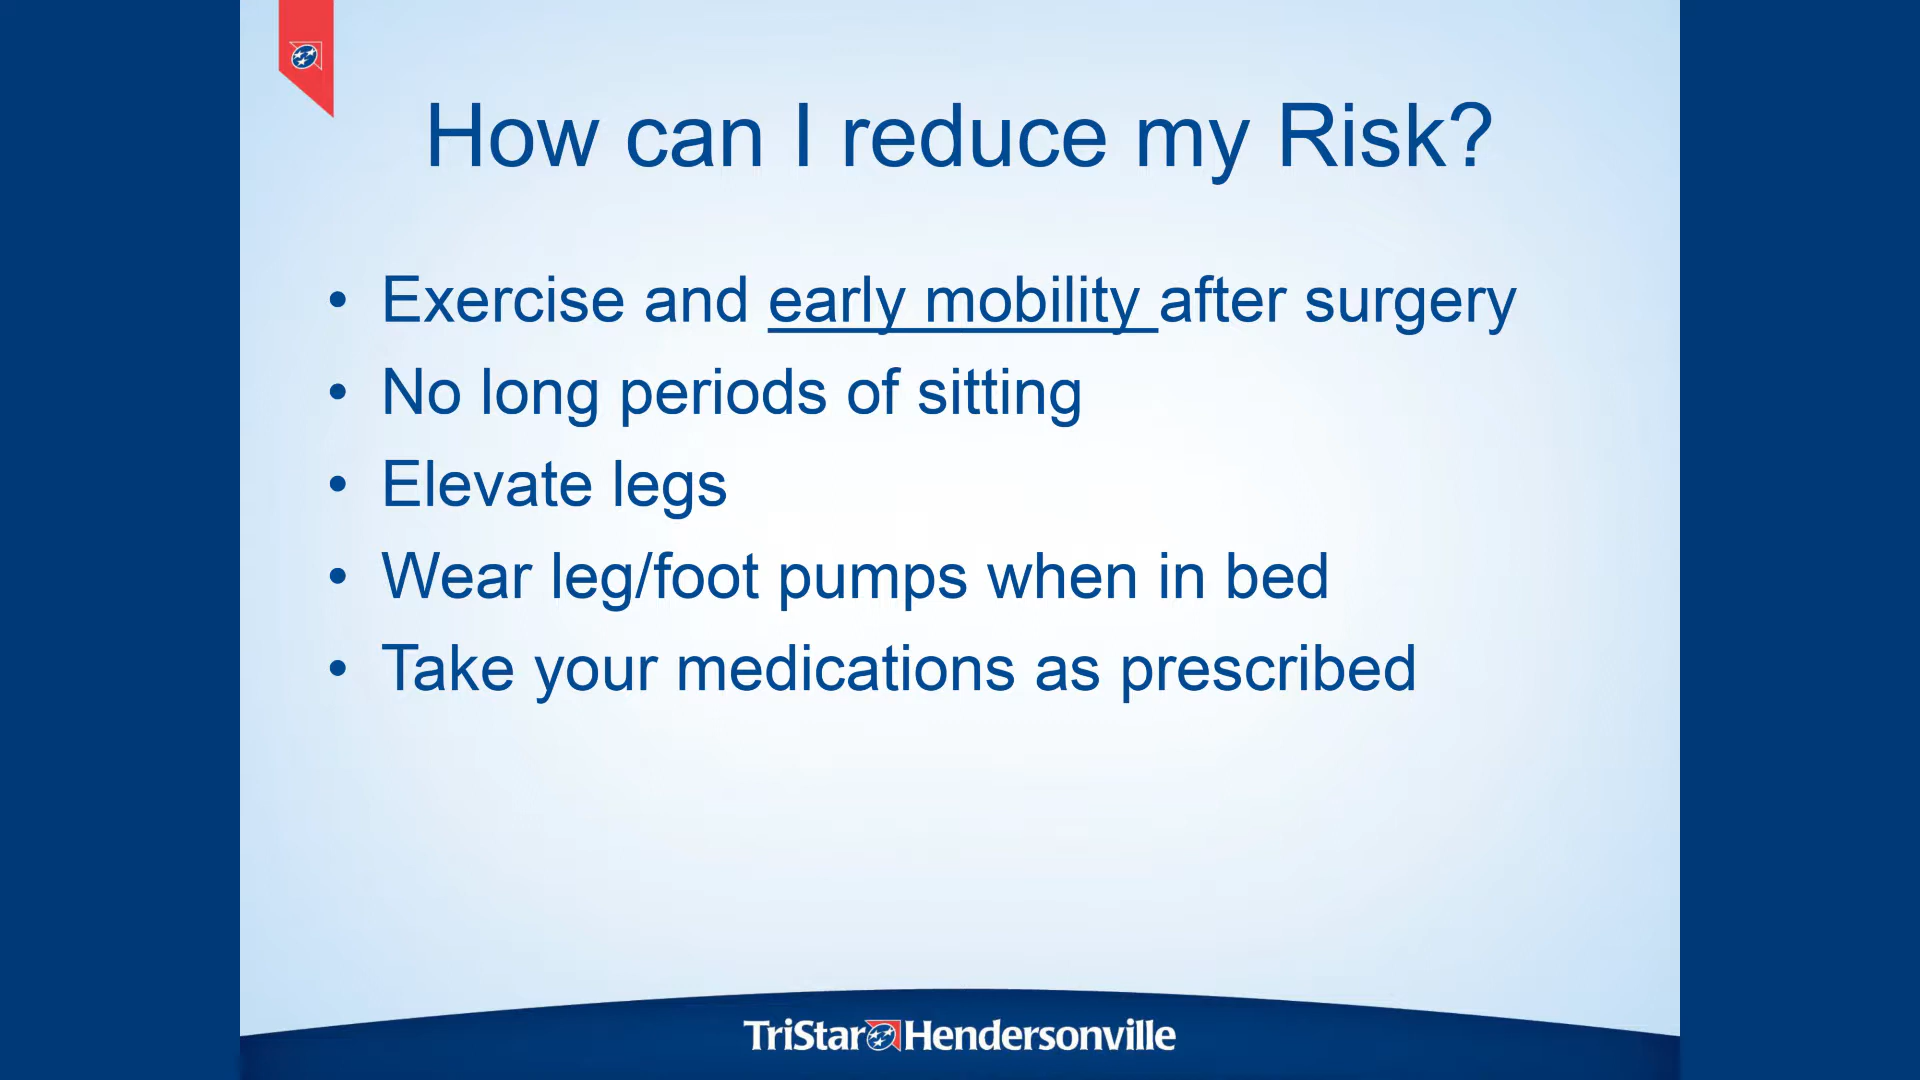 How can I reduce my Risk?
• Exercise and early mobility after surgery
• No long periods of sitting
• Elevate legs
• Wear leg/foot pumps when in bed
• Take your medications as prescribed
TriStar Hendersonville